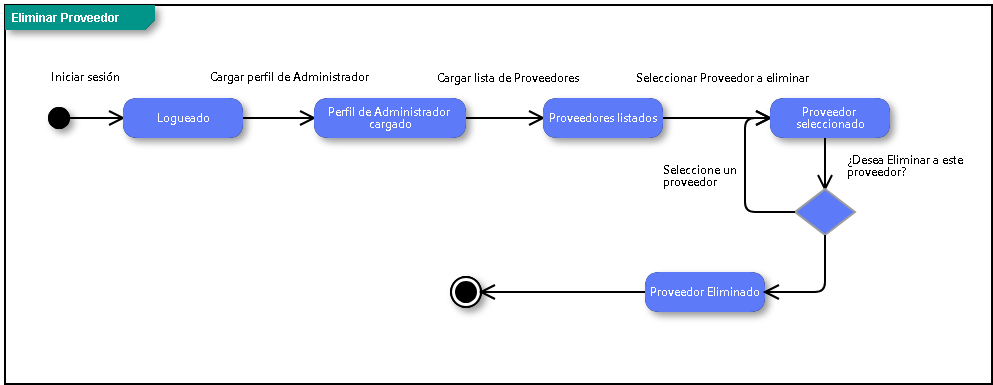 Eliminar Proveedor
Iniciar sesión
Cargar perfil de Administrador
Cargar lista de Proveedores
Seleccionar Proveedor a eliminar
Logueado
Perfil de Administrador
cargado
Proveedores listados
Proveedor
seleccionado
Seleccione un
proveedor
¿Desea Eliminar a este
proveedor?
Proveedor Eliminado